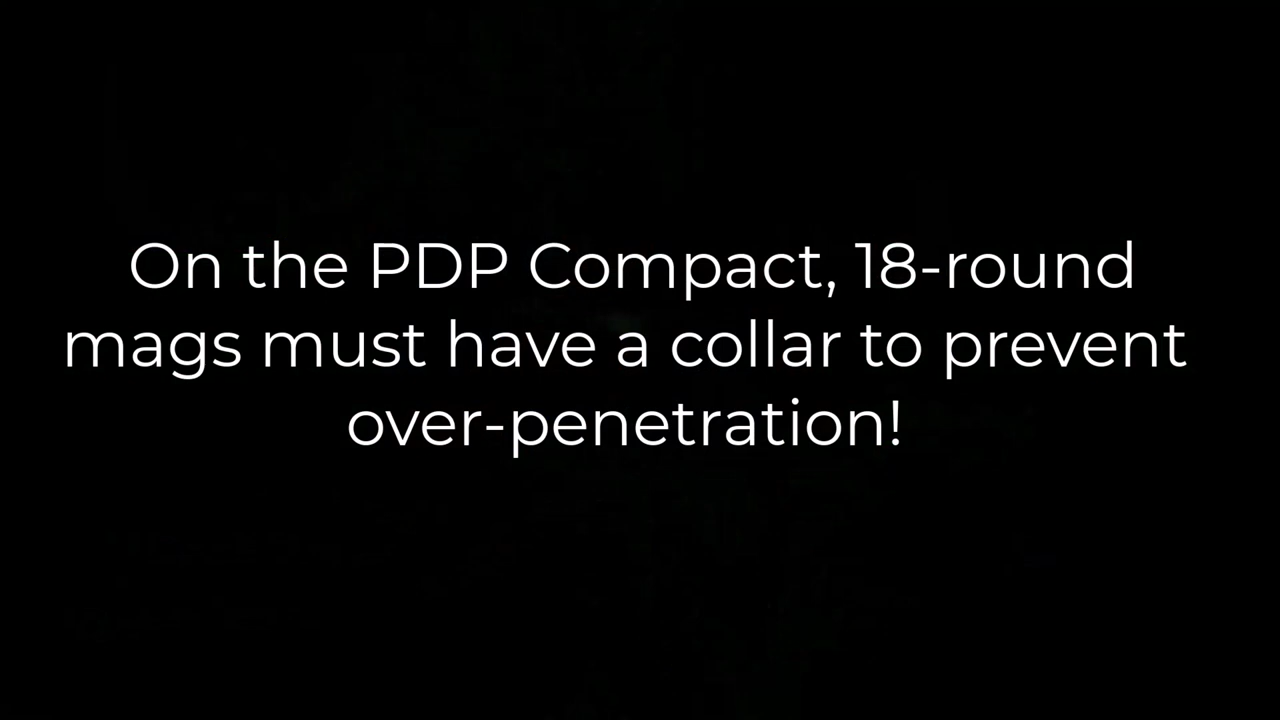 On the PDP Compact, 18-round
mags must have a collar to prevent
over-penetration!